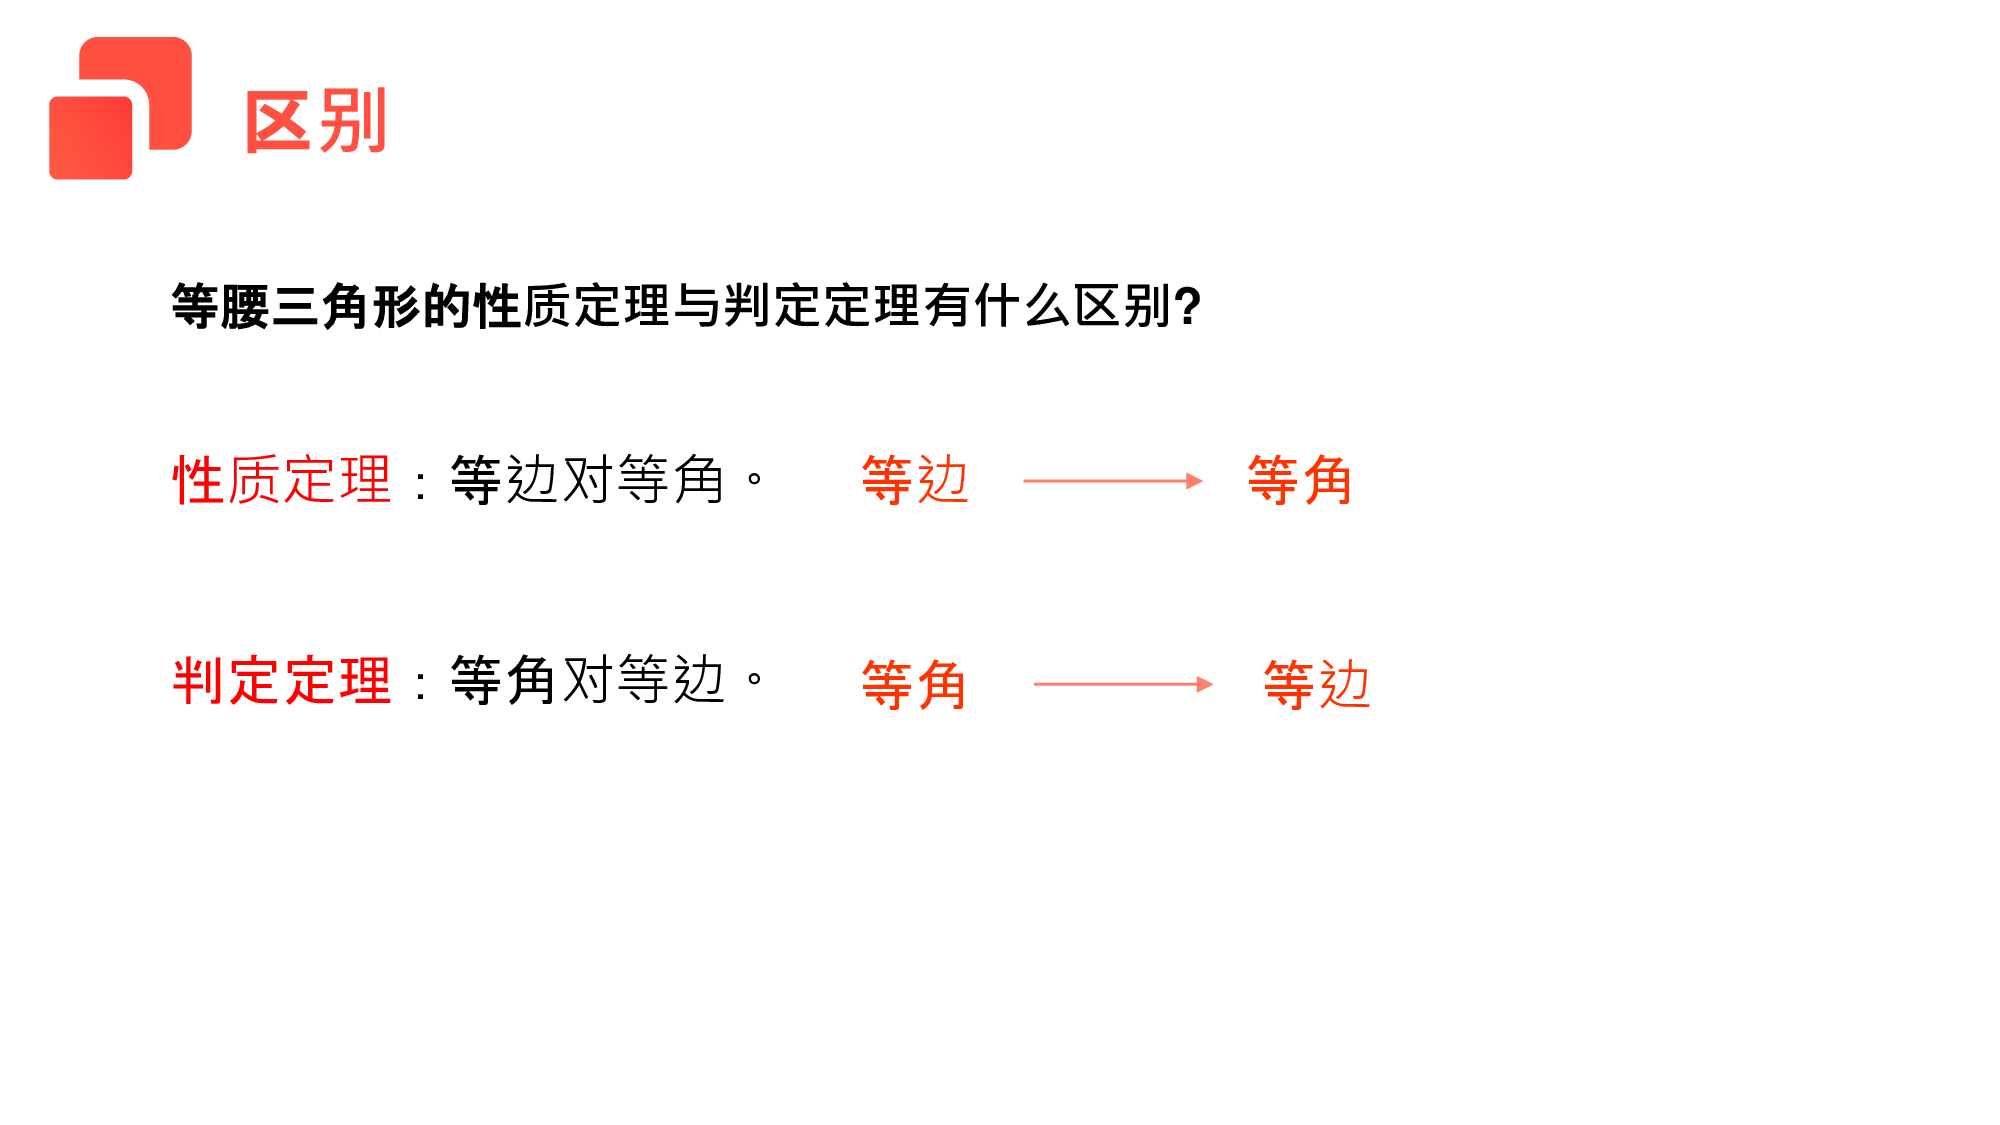 区别
等腰三角形的性质定理与判定定理有什么区别?
性质定理：等边对等角。 等边 等角
判定定理：等角对等边。 等角 等边